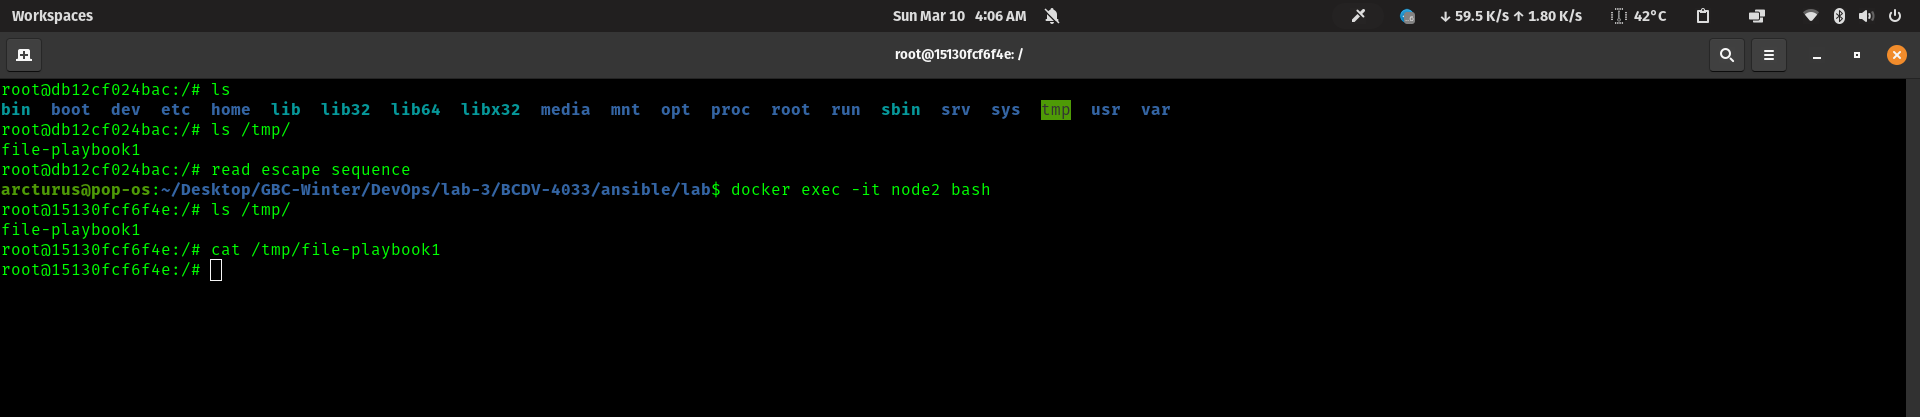 Workspaces
Sun Mar 10 4:06 AM
↓ 59.5 K/s ↑ 1.80 K/s
42°C
root@15130fcf6f4e: /
root@db12cf024bac:/# ls
bin boot dev etc home lib lib32 lib64 libx32 media mnt opt proc root run sbin srv sys tmp usr var
root@db12cf024bac:/# ls /tmp/
file-playbook1
root@db12cf024bac:/# read escape sequence
arcturus@pop-os:~/Desktop/GBC-Winter/DevOps/lab-3/BCDV-4033/ansible/lab$ docker exec -it node2 bash
root@15130fcf6f4e:/# ls /tmp/
file-playbook1
root@15130fcf6f4e:/# cat /tmp/file-playbook1
root@15130fcf6f4e:/#